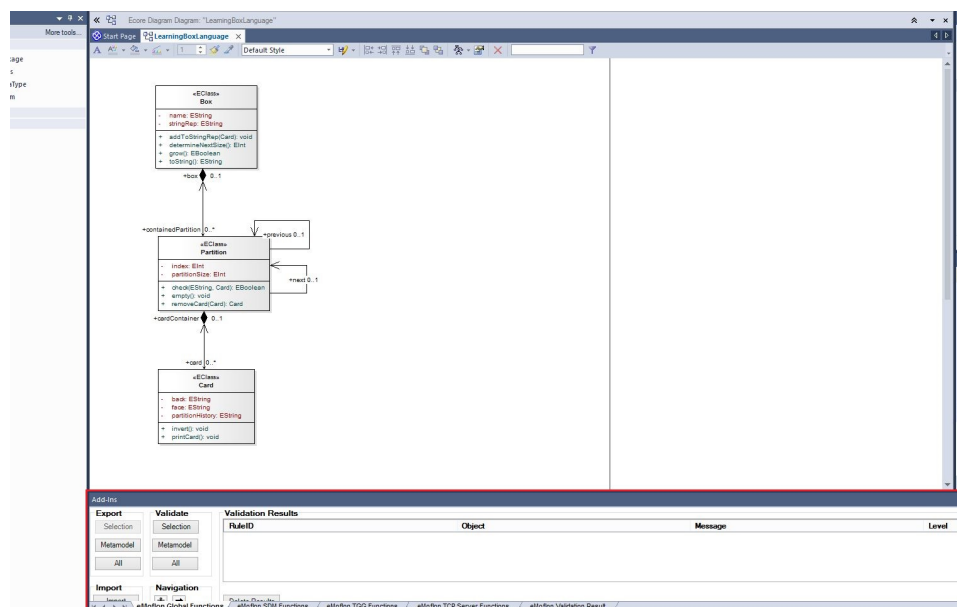 Ecore Diagram Diagram: "LearningBoxLanguage"
More tools...
Start Page
LearningBoxLanguage
A
1
Default Style
«EClass»
Box
- name: EString
- stringRep: EString
+ addToStringRep(Card): void
+ determineNextSize(): EInt
+ grow(): EBoolean
+ toString(): EString
+box 0..1
+containedPartition 0..*
+previous 0..1
«EClass»
Partition
- index: EInt
- partitionSize: EInt
+next 0..1
+ check(EString, Card): EBoolean
+ empty(): void
+ removeCard(Card): Card
+cardContainer 0..1
+card 0..*
«EClass»
Card
- back: EString
- face: EString
- partitionHistory: EString
+ invert(): void
+ printCard(): void
Add-Ins
Export Validate Validation Results
Selection Selection RuleID Object Message Level
Metamodel Metamodel
All All
Import Navigation
Import Delete Results
eMoflon Global Functions eMoflon SDM Functions eMoflon TGG Functions eMoflon TCP Server Functions eMoflon Validation Result